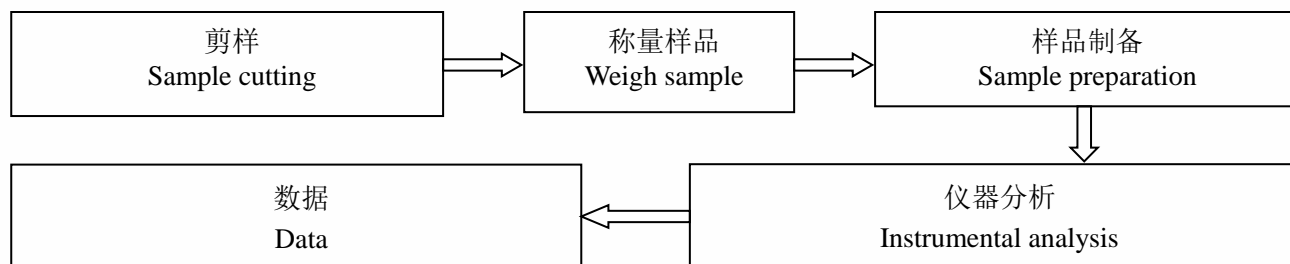 剪样
Sample cutting
称量样品
Weigh sample
样品制备
Sample preparation
仪器分析
Instrumental analysis
数据
Data